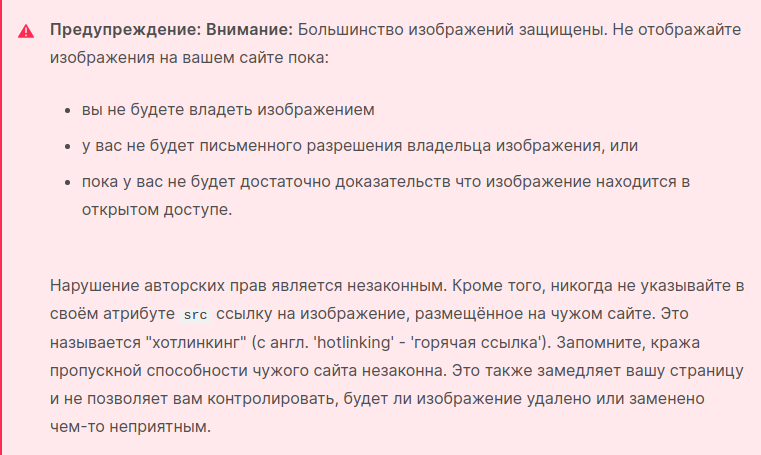 Предупреждение: Внимание: Большинство изображений защищены. Не отображайте
изображения на вашем сайте пока:
вы не будете владеть изображением
у вас не будет письменного разрешения владельца изображения, или
пока у вас не будет достаточно доказательств что изображение находится в
открытом доступе.
Нарушение авторских прав является незаконным. Кроме того, никогда не указывайте в
своём атрибуте src ссылку на изображение, размещённое на чужом сайте. Это
называется "хотлинкинг" (с англ. 'hotlinking' - 'горячая ссылка'). Запомните, кража
пропускной способности чужого сайта незаконна. Это также замедляет вашу страницу
и не позволяет вам контролировать, будет ли изображение удалено или заменено
чем-то неприятным.